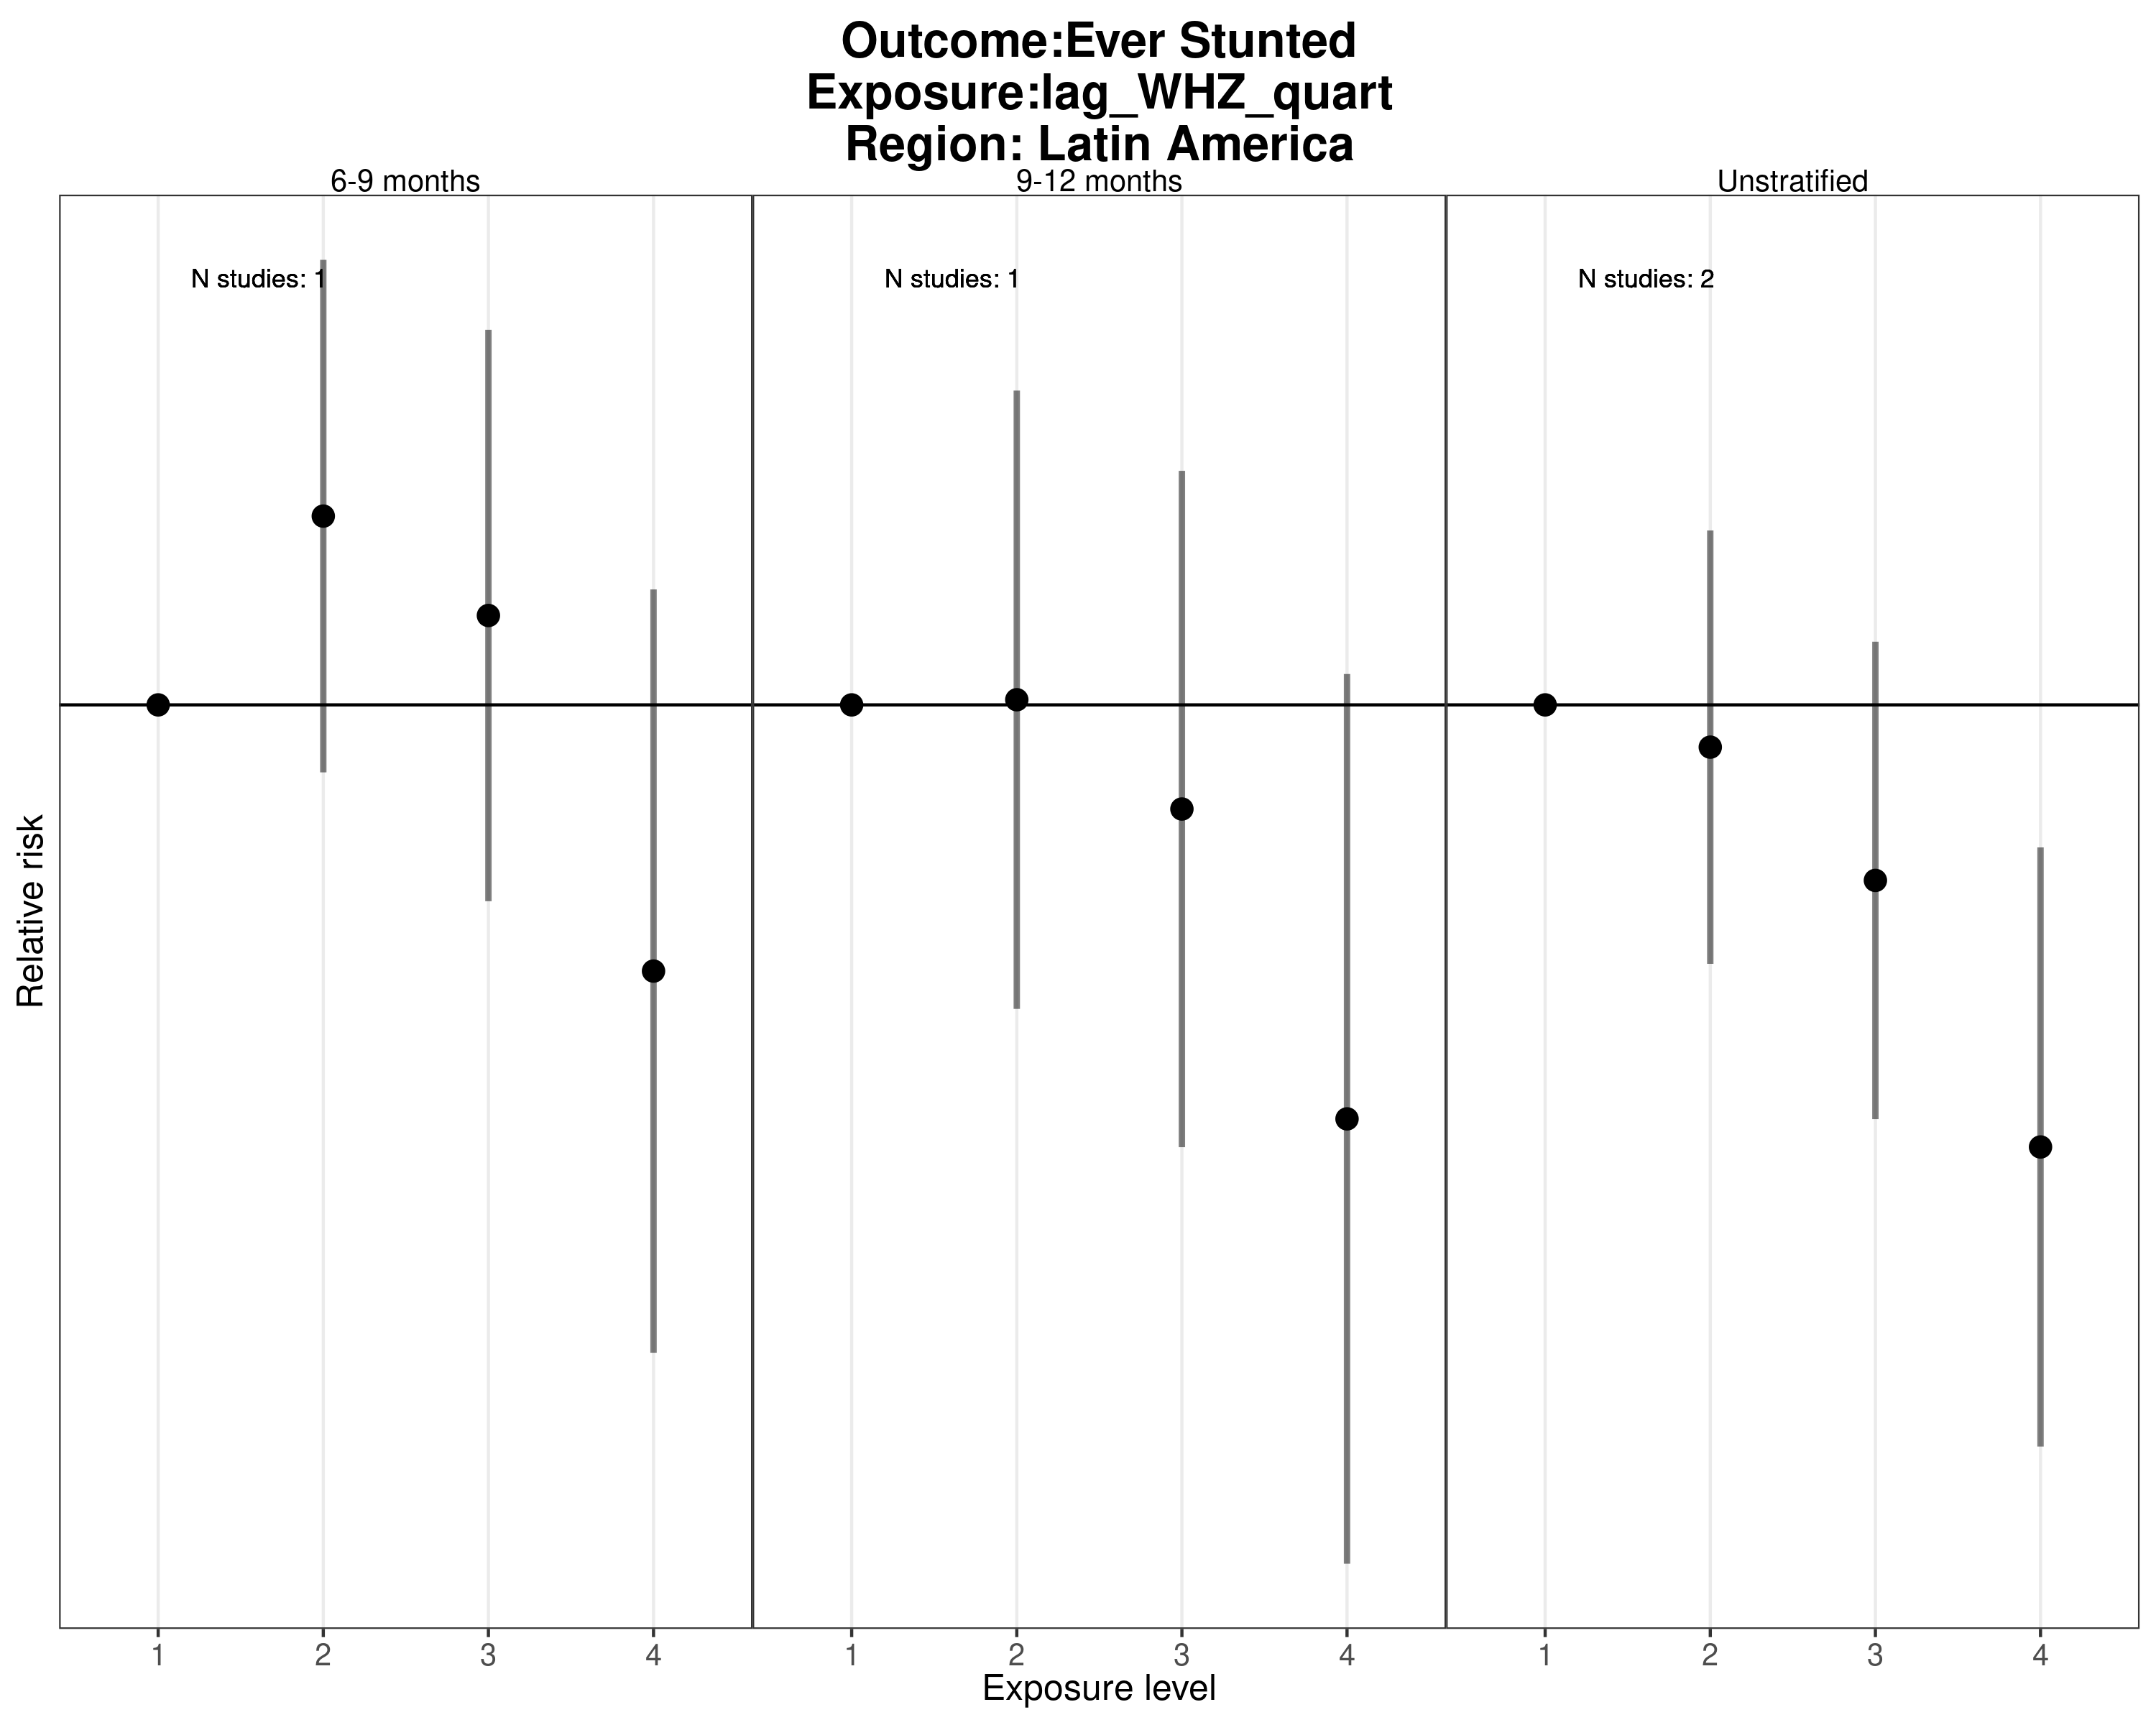 Outcome:Ever Stunted
Exposure:lag_WHZ_quart
Region: Latin America
6-9 months
9-12 months
Unstratified
N studies: 1
N studies: 1
N studies: 2
Relative risk
1 2 3 4 1 2 3 4 1 2 3 4
Exposure level